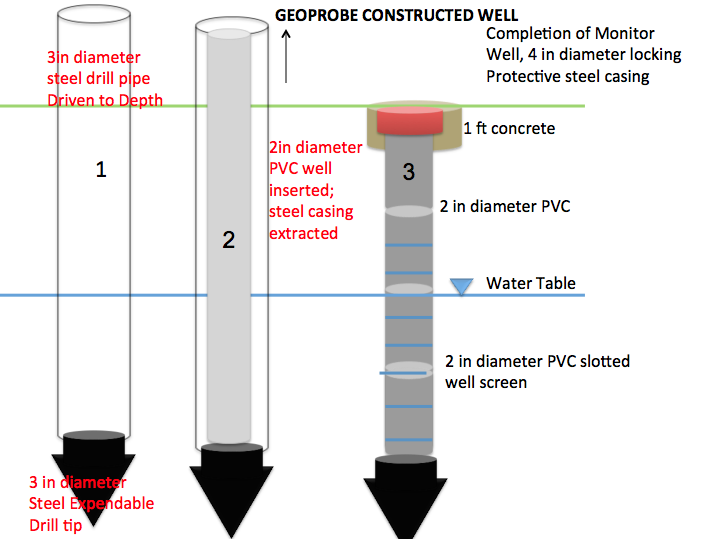 GEOPROBE CONSTRUCTED WELL
3in diameter
steel drill pipe
Driven to Depth
1
2in diameter
PVC well
inserted;
steel casing
extracted
2
Completion of Monitor
Well, 4 in diameter locking
Protective steel casing
1 ft concrete
3
2 in diameter PVC
Water Table
2 in diameter PVC slotted
well screen
3 in diameter
Steel Expendable
Drill tip